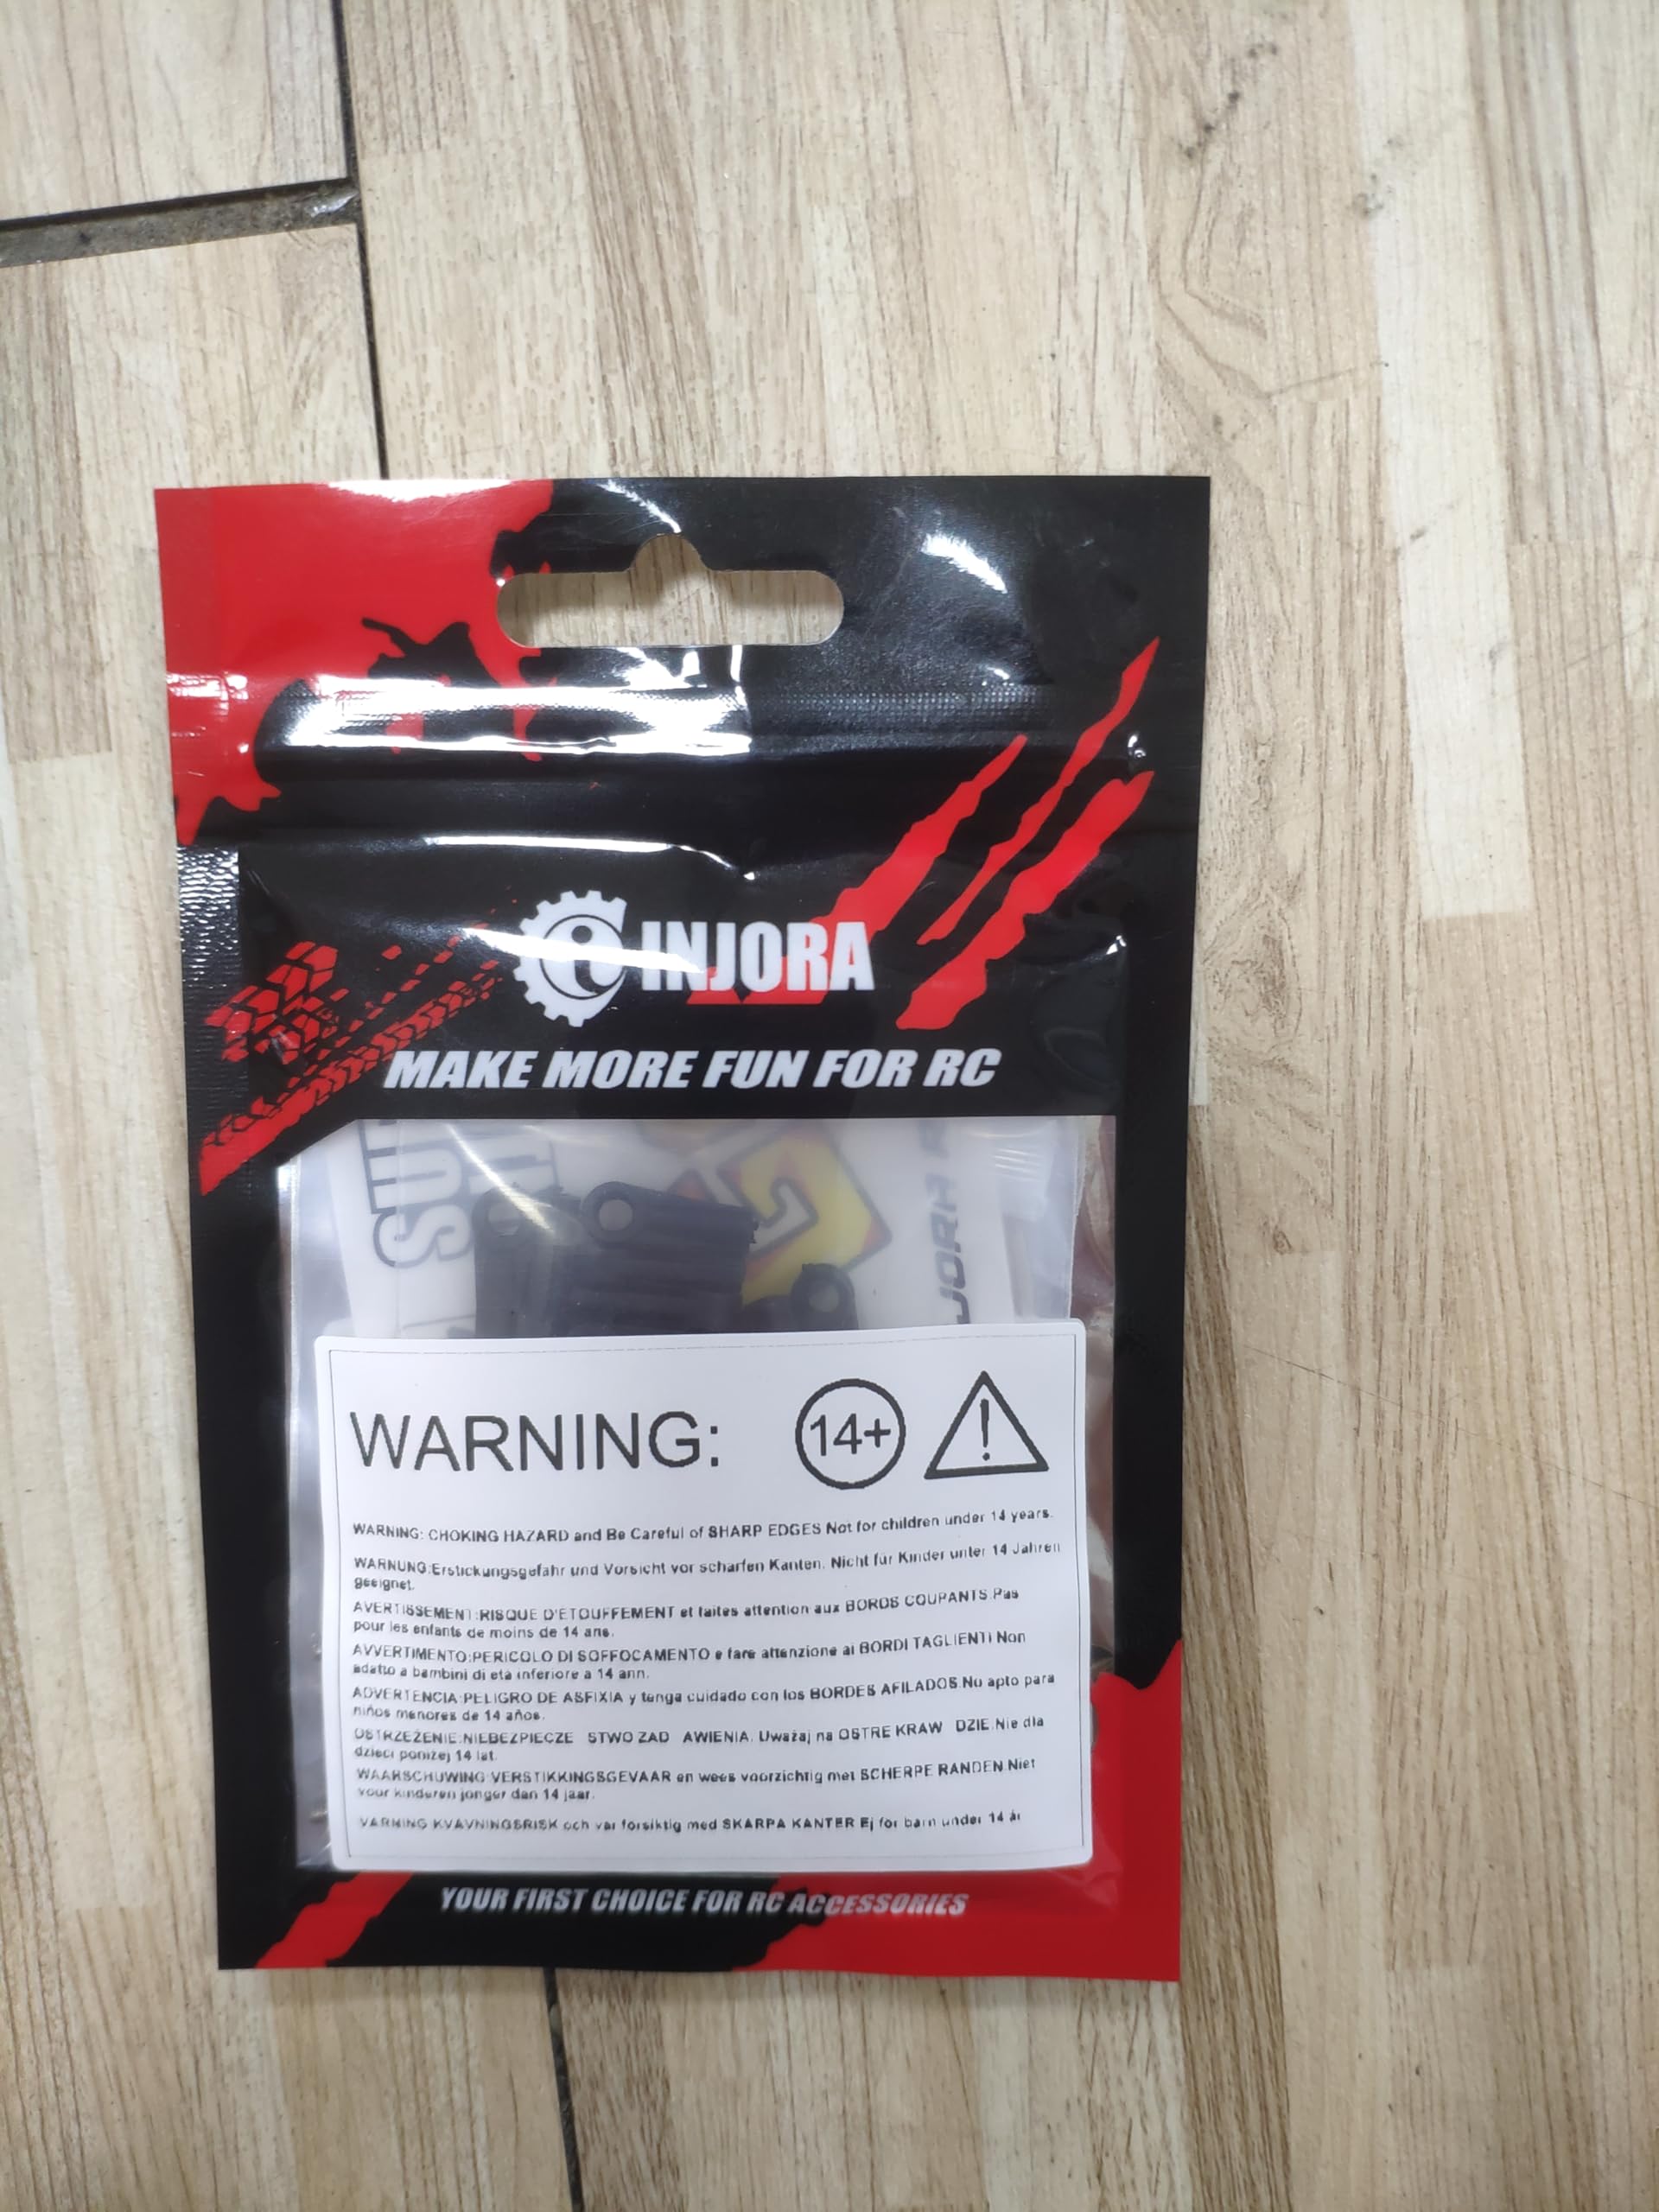 INJORA
MAKE MORE FUN FOR RC
WARNING:
14+
WARNING: CHOKING HAZARD and Be Careful of SHARP EDGES Not for children under 14 years.
WARNUNG:Erstickungsgefahr und Vorsicht vor scharfen Kanten. Nicht für Kinder unter 14 Jahren
geeignet.
AVERTISSEMENT:RISQUE D'ETOUFFEMENT et faites attention aux BORDS COUPANTS.Pas
pour les enfants de moins de 14 ans.
AVVERTIMENTO:PERICOLO DI SOFFOCAMENTO e fare attenzione ai BORDI TAGLIENTI Non
adatto a bambini di età inferiore a 14 ann.
ADVERTENCIA:PELIGRO DE ASFIXIA y tenga cuidado con los BORDES AFILADOS.No apto para
niños menores de 14 años.
OSTRZEŻENIE:NIEBEZPIECZE STWO ZAD AWIENIA. Uważaj na OSTRE KRAW DZIE.Nie dla
dzieci poniżej 14 lat.
WAARSCHUWING:VERSTIKKINGSGEVAAR en wees voorzichtig met SCHERPE RANDEN.Niet
voor kinderen jonger dan 14 jaar.
VARNING KVAVNINGSRISK och var forsiktig med SKARPA KANTER Ej for barn under 14 år
YOUR FIRST CHOICE FOR RC ACCESSORIES